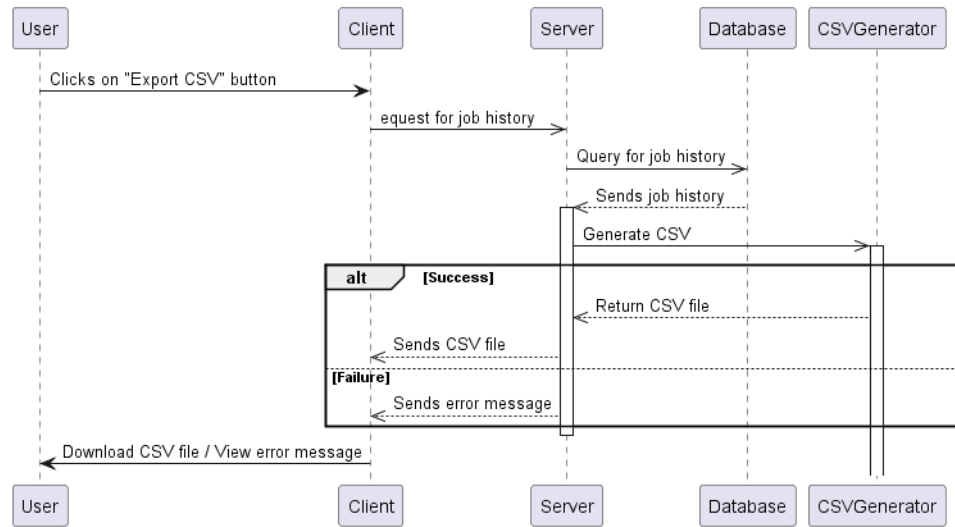 User Client Server Database CSVGenerator
Clicks on "Export CSV" button
equest for job history
Query for job history
Sends job history
Generate CSV
alt [Success]
Return CSV file
Sends CSV file
[Failure]
Sends error message
Download CSV file / View error message
User Client Server Database CSVGenerator